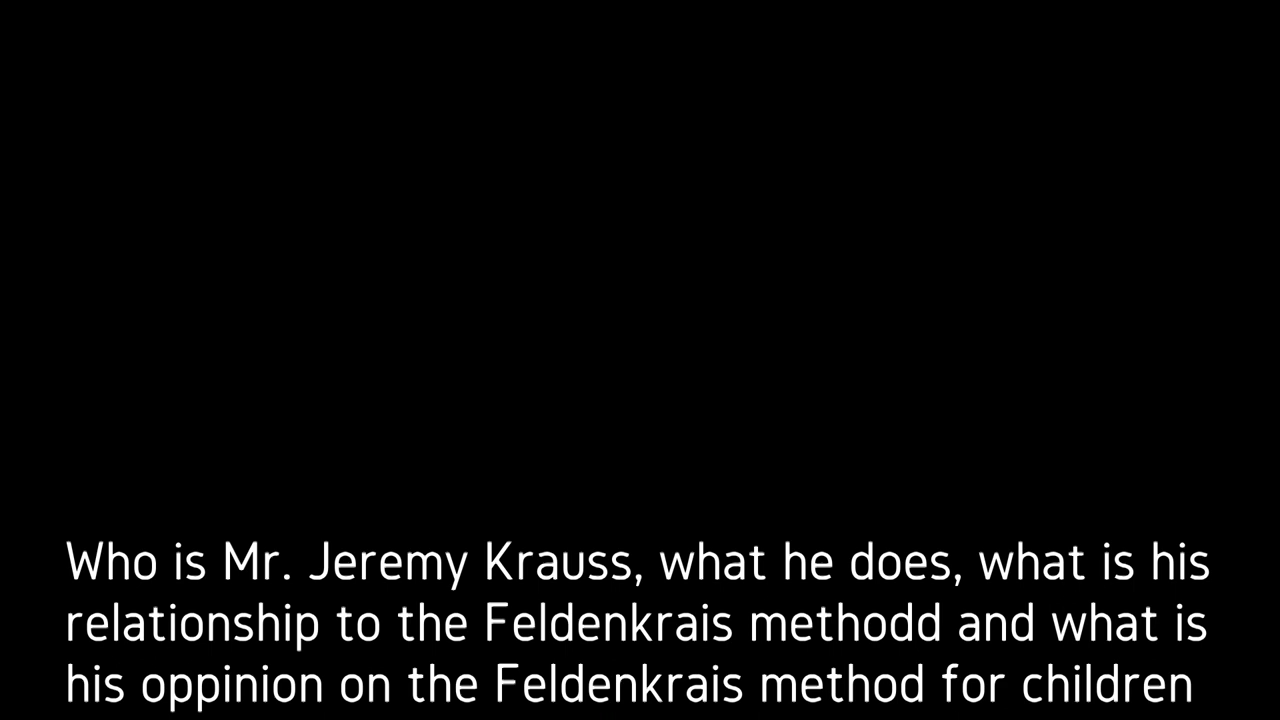 Who is Mr. Jeremy Krauss, what he does, what is his
relationship to the Feldenkrais methodd and what is
his oppinion on the Feldenkrais method for children